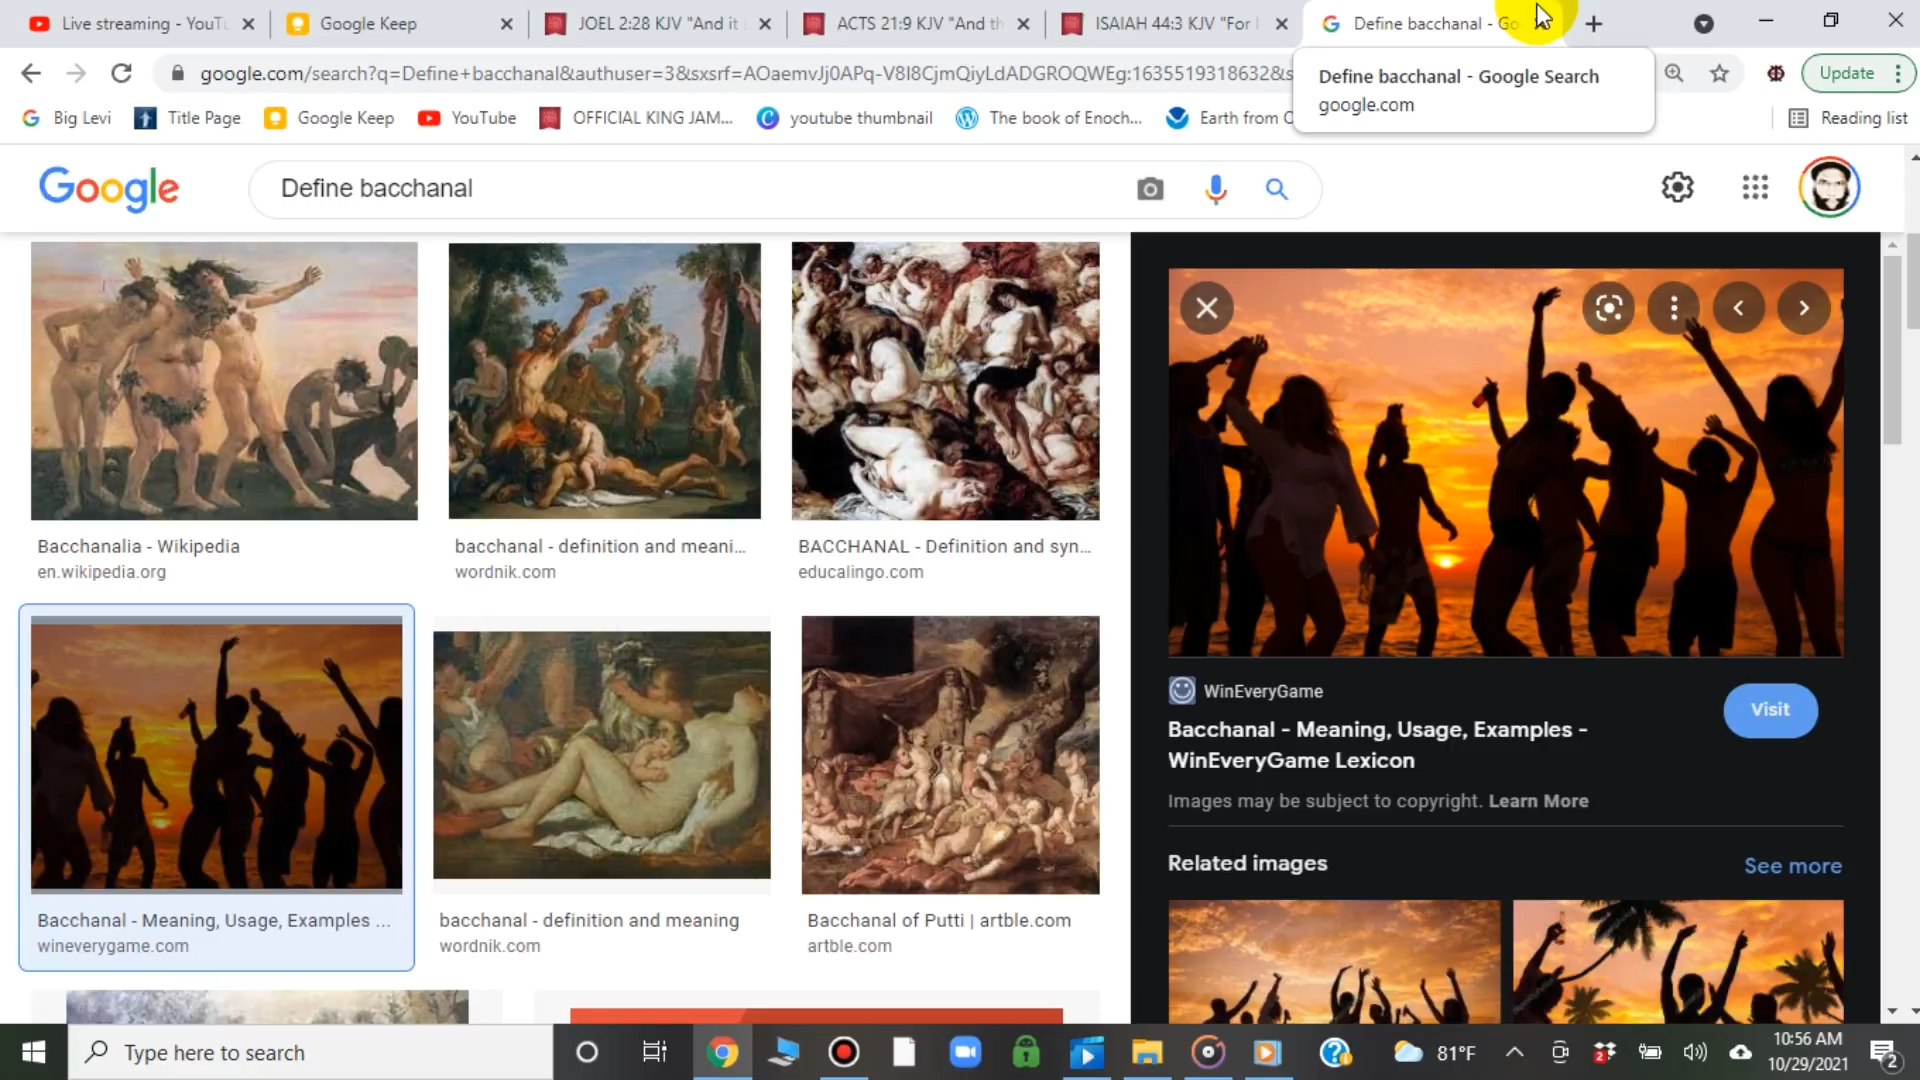 Live streaming - YouTu
Google Keep
JOEL 2:28 KJV "And it
ACTS 21:9 KJV "And th
ISAIAH 44:3 KJV "For
Define bacchanal - Go
google.com/search?q=Define+bacchanal&authuser=3&sxsrf=AOaemvJj0APq-V8I8CjmQiyLdADGROQWEg:1635519318632&s
Update
Define bacchanal - Google Search
google.com
Big Levi
Title Page
Google Keep
YouTube
OFFICIAL KING JAM...
youtube thumbnail
The book of Enoch...
Earth from
Reading list
Google
Define bacchanal
Bacchanalia - Wikipedia
en.wikipedia.org
bacchanal - definition and meani...
wordnik.com
BACCHANAL - Definition and syn...
educalingo.com
Bacchanal - Meaning, Usage, Examples ...
wineverygame.com
bacchanal - definition and meaning
wordnik.com
Bacchanal of Putti | artble.com
artble.com
WinEveryGame
Visit
Bacchanal - Meaning, Usage, Examples -
WinEveryGame Lexicon
Images may be subject to copyright. Learn More
Related images
See more
Type here to search
81°F
2
10:56 AM
10/29/2021
2